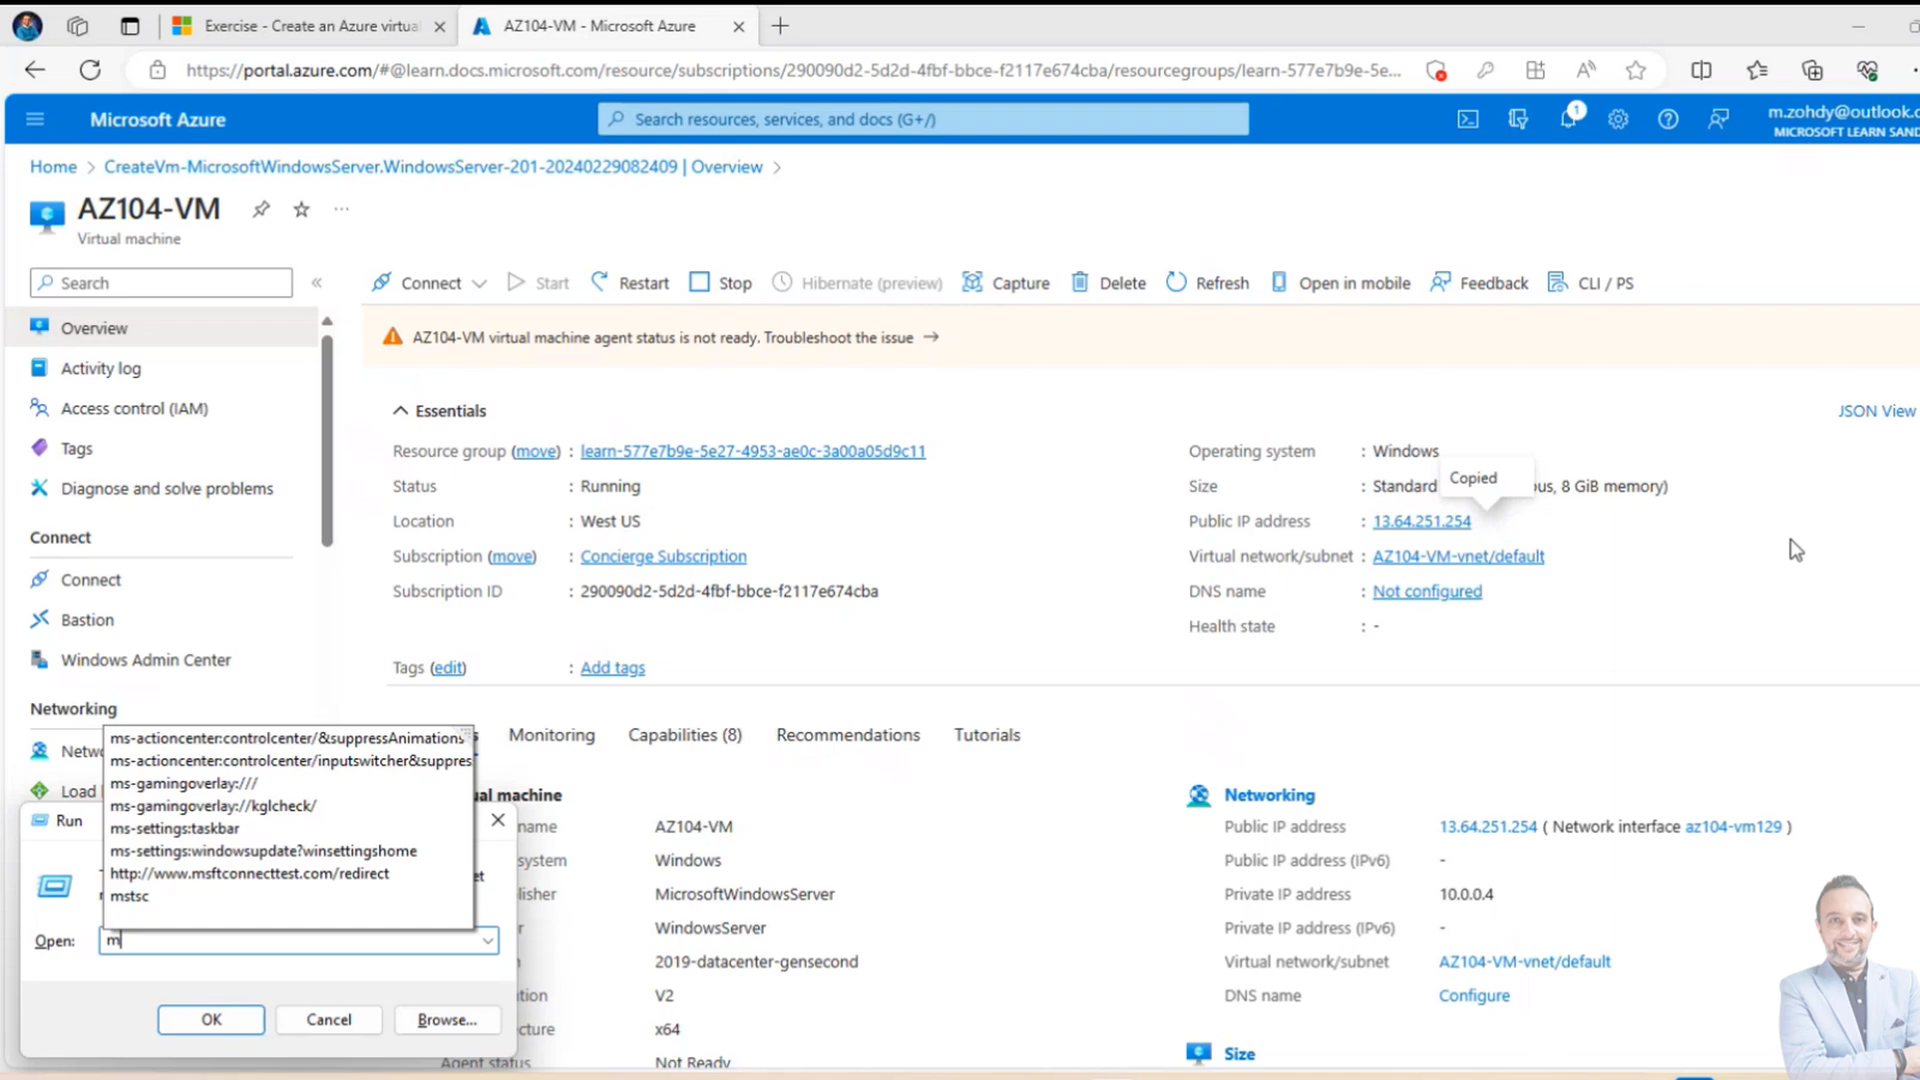 Exercise - Create an Azure virtua
AZ104-VM - Microsoft Azure
https://portal.azure.com/#@learn.docs.microsoft.com/resource/subscriptions/290090d2-5d2d-4fbf-bbce-f2117e674cba/resourcegroups/learn-577e7b9e-5e...
Microsoft Azure
Search resources, services, and docs (G+/)
1
m.zohdy@outlook.c
MICROSOFT LEARN SAND
Home > CreateVm-MicrosoftWindowsServer.WindowsServer-201-20240229082409 | Overview >
AZ104-VM
Virtual machine
Search
Connect
Start
Restart
Stop
Hibernate (preview)
Capture
Delete
Refresh
Open in mobile
Feedback
CLI / PS
Overview
Activity log
Access control (IAM)
Tags
Diagnose and solve problems
Connect
Connect
Bastion
Windows Admin Center
Networking
Netwo
Load
AZ104-VM virtual machine agent status is not ready. Troubleshoot the issue →
Essentials
JSON View
Resource group (move) : learn-577e7b9e-5e27-4953-ae0c-3a00a05d9c11
Status : Running
Location : West US
Subscription (move) : Concierge Subscription
Subscription ID : 290090d2-5d2d-4fbf-bbce-f2117e674cba
Tags (edit) : Add tags
Operating system : Windows
Copied
Size : Standard pus, 8 GiB memory)
Public IP address : 13.64.251.254
Virtual network/subnet : AZ104-VM-vnet/default
DNS name : Not configured
Health state : -
s
Monitoring
Capabilities (8)
Recommendations
Tutorials
ual machine
name AZ104-VM
system Windows
lisher MicrosoftWindowsServer
r WindowsServer
n 2019-datacenter-gensecond
ation V2
cture x64
Agent status Not Ready
Networking
Public IP address 13.64.251.254 ( Network interface az104-vm129 )
Public IP address (IPv6) -
Private IP address 10.0.0.4
Private IP address (IPv6) -
Virtual network/subnet AZ104-VM-vnet/default
DNS name Configure
Size
ms-actioncenter:controlcenter/&suppressAnimations
ms-actioncenter:controlcenter/inputswitcher&suppres
ms-gamingoverlay:///
ms-gamingoverlay://kglcheck/
ms-settings:taskbar
ms-settings:windowsupdate?winsettingshome
http://www.msftconnecttest.com/redirect
mstsc
Run
et
Open: m
OK
Cancel
Browse...